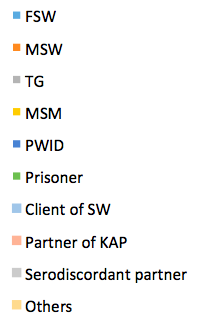 FSW
MSW
TG
MSM
PWID
Prisoner
Client of SW
Partner of KAP
Serodiscordant partner
Others